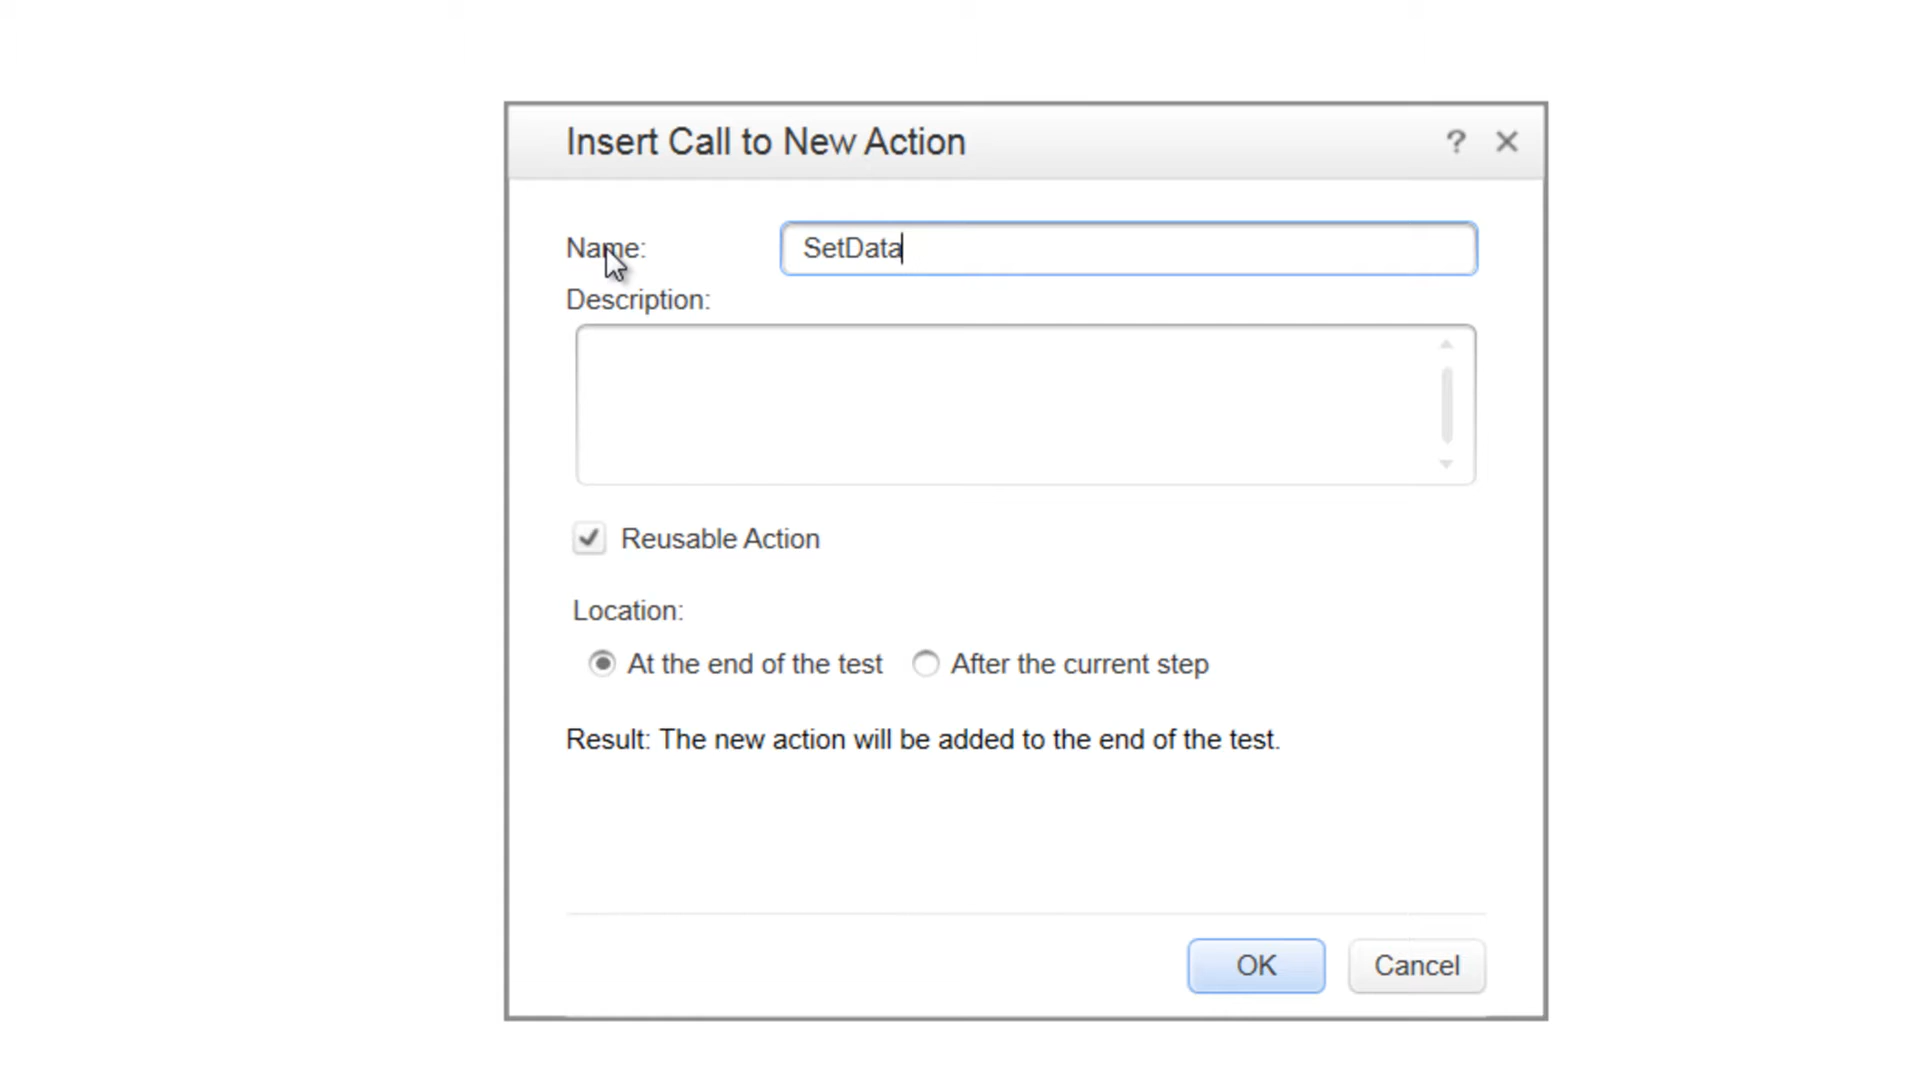 Insert Call to New Action ? ×
Name: SetData
Description:
Reusable Action
Location:
At the end of the test After the current step
Result: The new action will be added to the end of the test.
OK Cancel